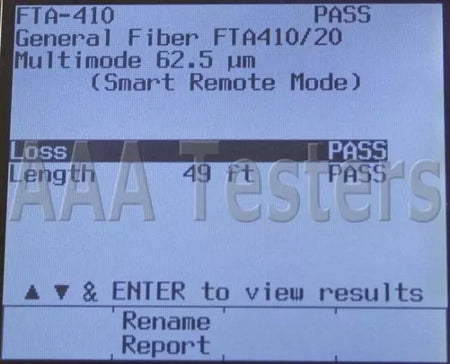 FTA-410 PASS
General Fiber FTA410/20
Multimode 62.5 µm
(Smart Remote Mode)
Loss PASS
Length 49 ft PASS
AAA Testers
▲ ▼ & ENTER to view results
Rename
Report